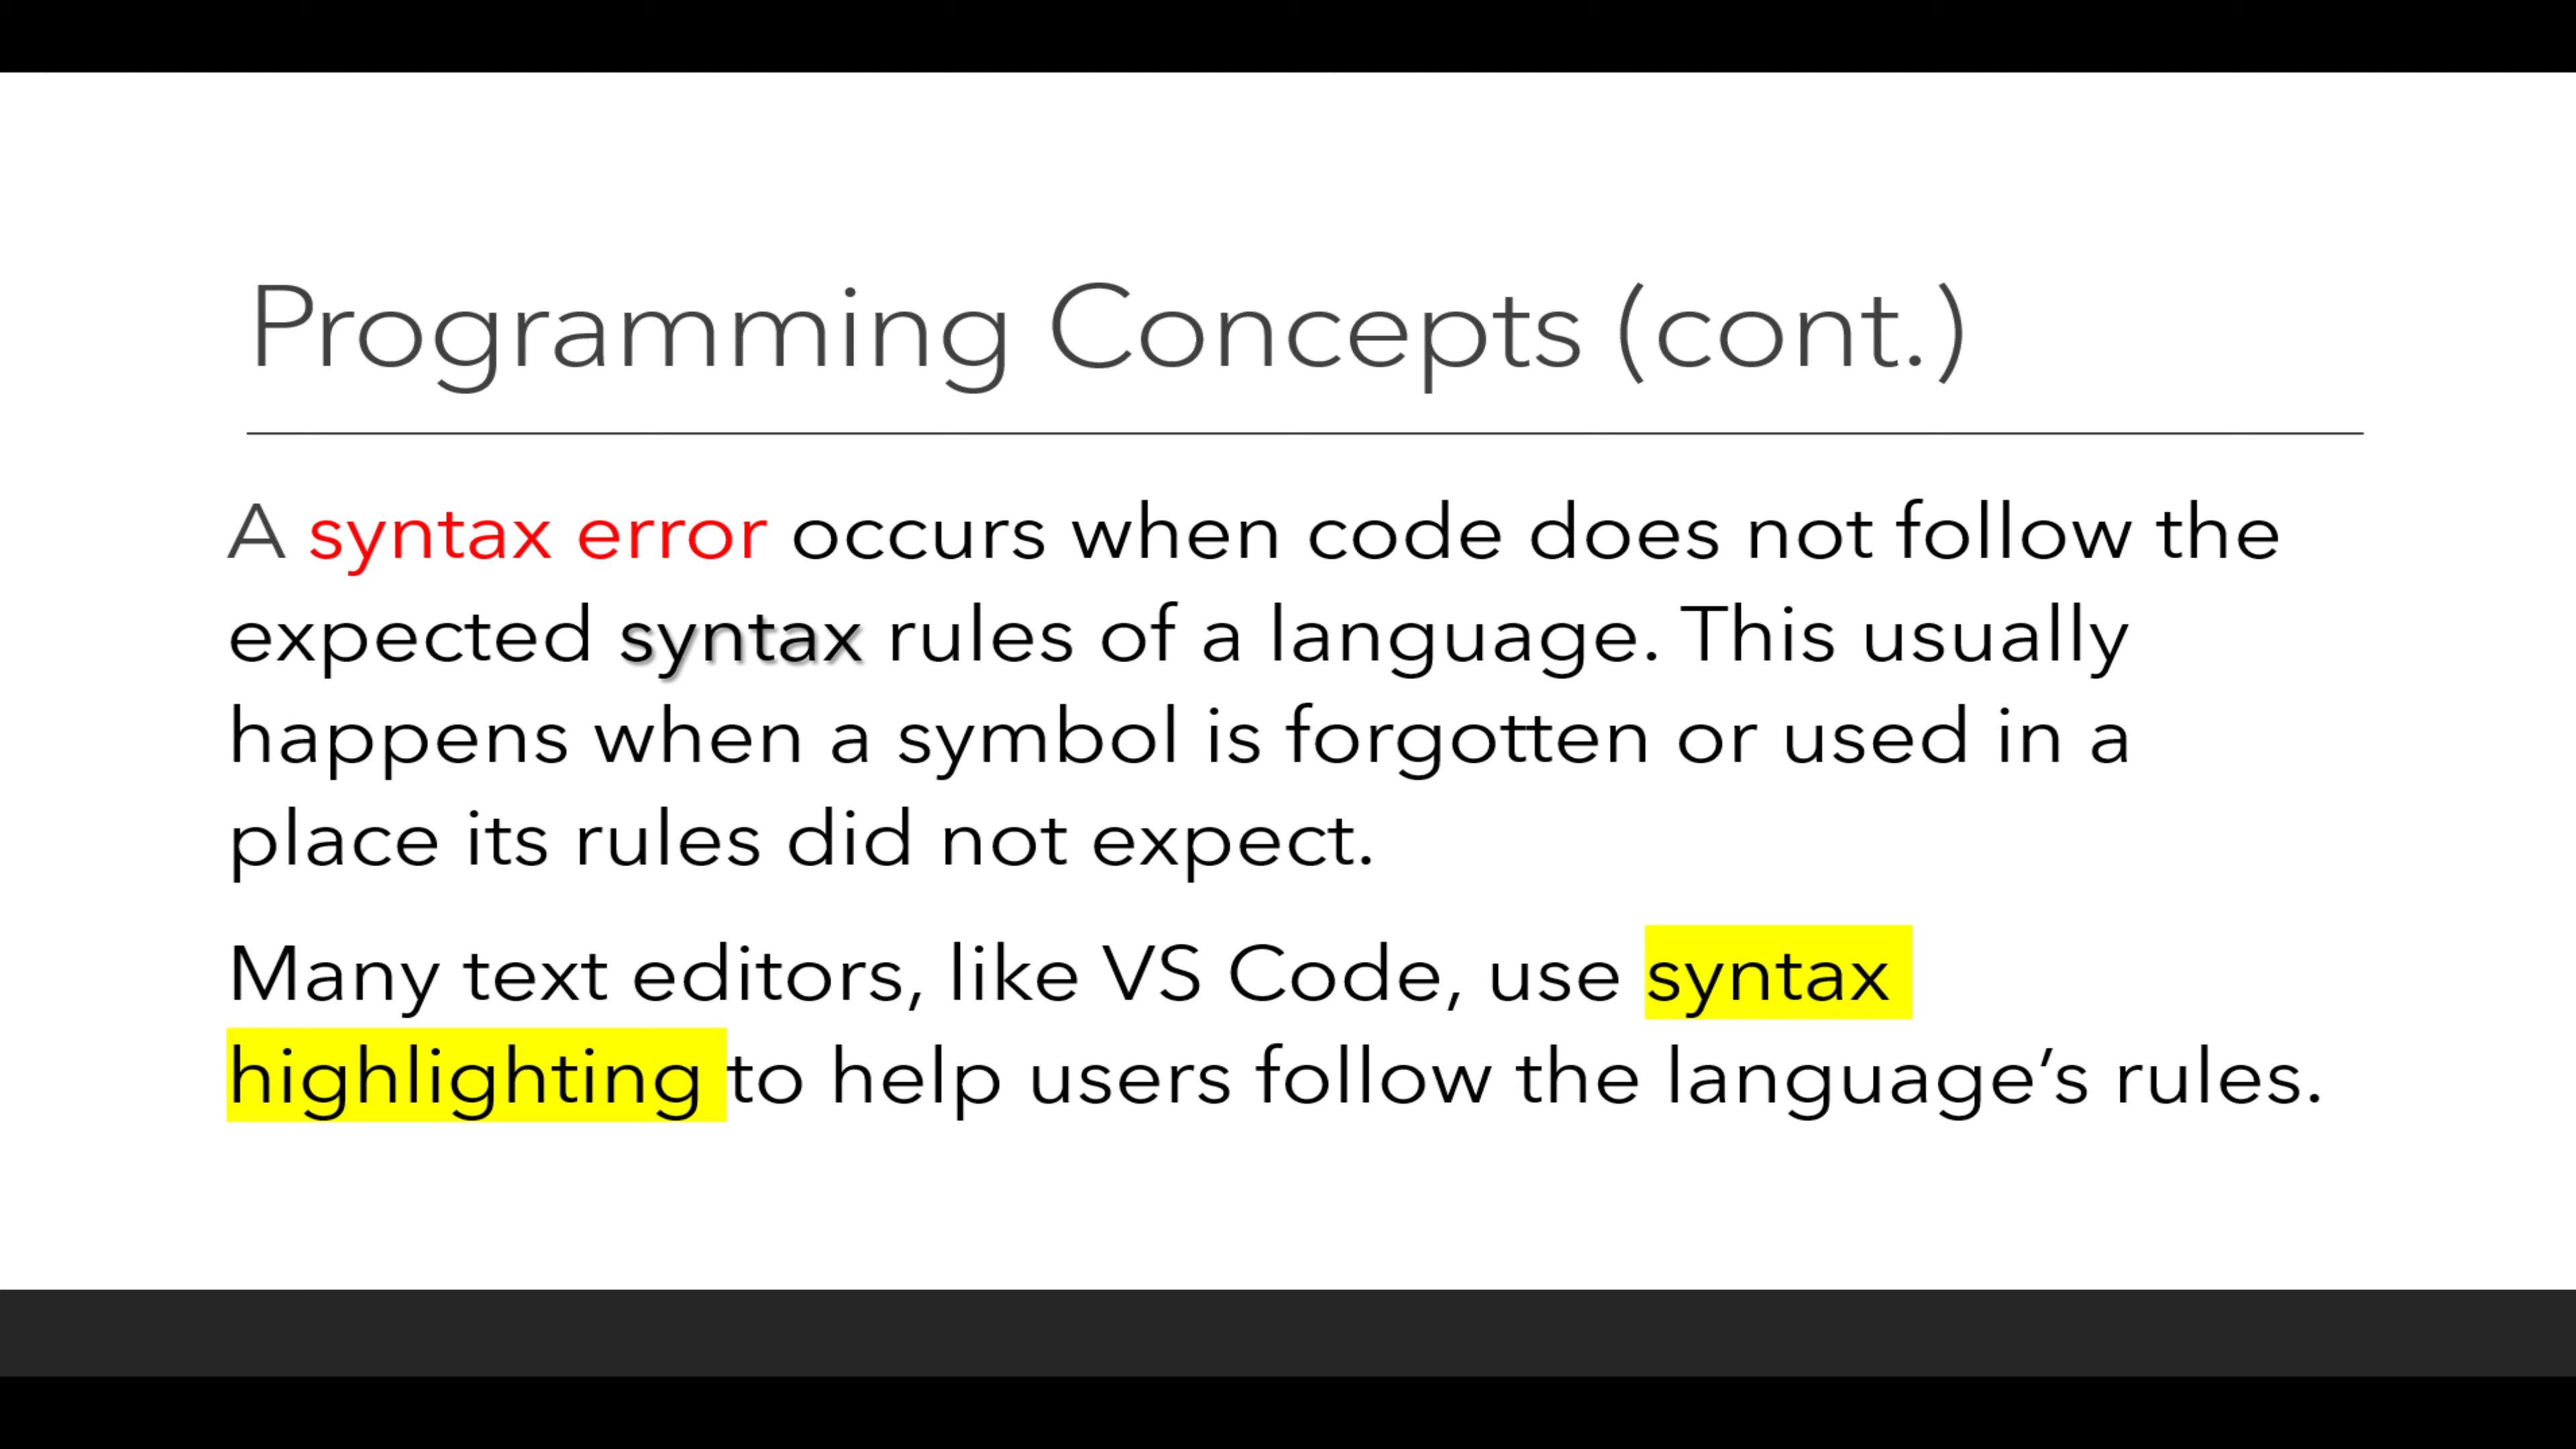 Programming Concepts (cont.)
A syntax error occurs when code does not follow the
expected syntax rules of a language. This usually
happens when a symbol is forgotten or used in a
place its rules did not expect.
Many text editors, like VS Code, use syntax
highlighting to help users follow the language’s rules.